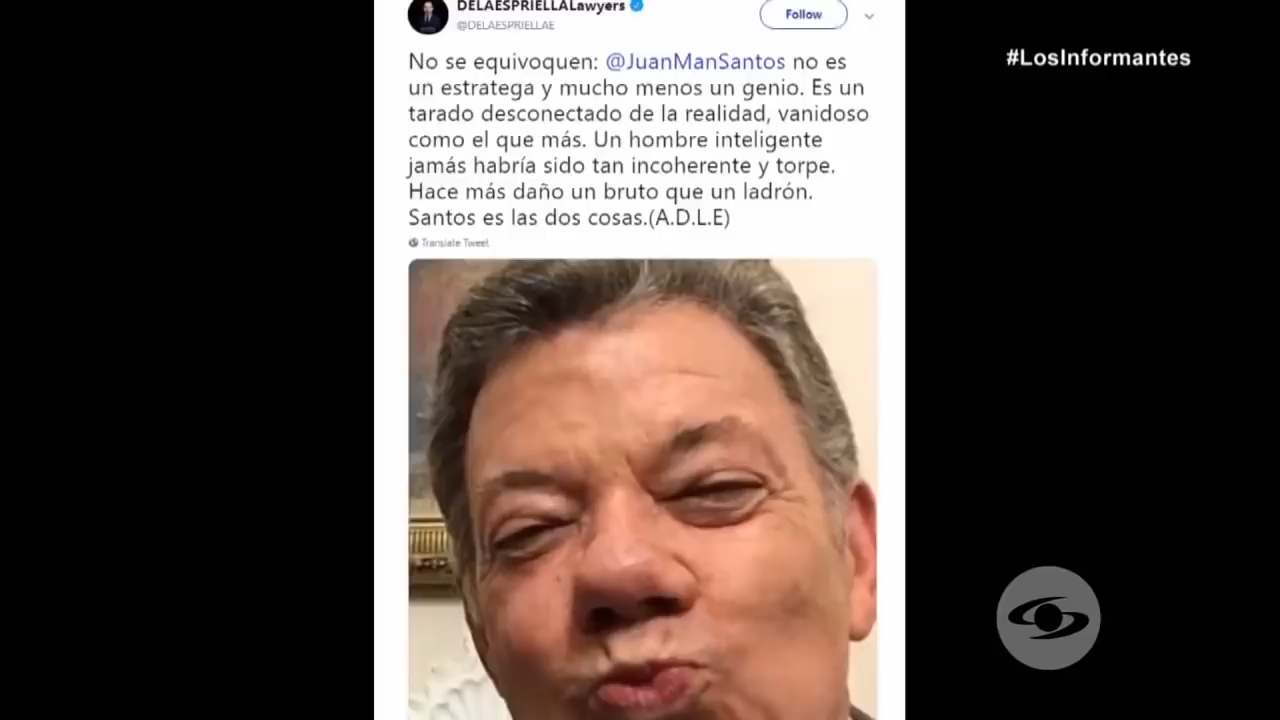 DELAESPRIELLALawyers
@DELAESPRIELLAE
Follow
#LosInformantes
No se equivoquen: @JuanManSantos no es
un estratega y mucho menos un genio. Es un
tarado desconectado de la realidad, vanidoso
como el que más. Un hombre inteligente
jamás habría sido tan incoherente y torpe.
Hace más daño un bruto que un ladrón.
Santos es las dos cosas.(A.D.L.E)
Translate Tweet